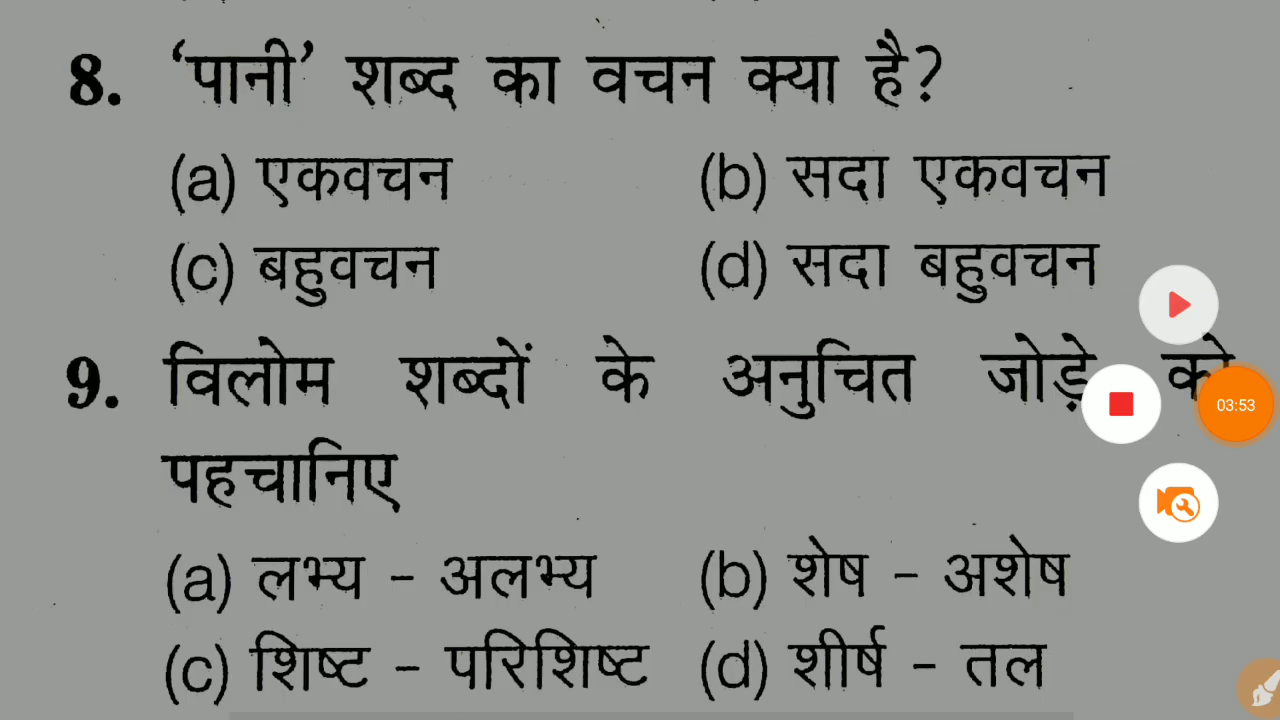 8. 'पानी' शब्द का वचन क्या है?
(a) एकवचन (b) सदा एकवचन
(c) बहुवचन (d) सदा बहुवचन
9. विलोम शब्दों के अनुचित जोड़े को
पहचानिए
(a) लभ्य - अलभ्य (b) शेष - अशेष
(c) शिष्ट - परिशिष्ट (d) शीर्ष - तल
03:53